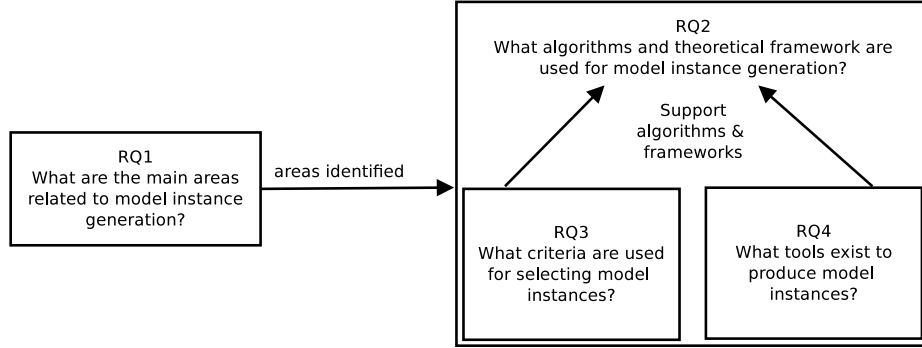 RQ1
What are the main areas
related to model instance
generation?
areas identified
RQ2
What algorithms and theoretical framework are
used for model instance generation?
Support
algorithms &
frameworks
RQ3
What criteria are used
for selecting model
instances?
RQ4
What tools exist to
produce model
instances?